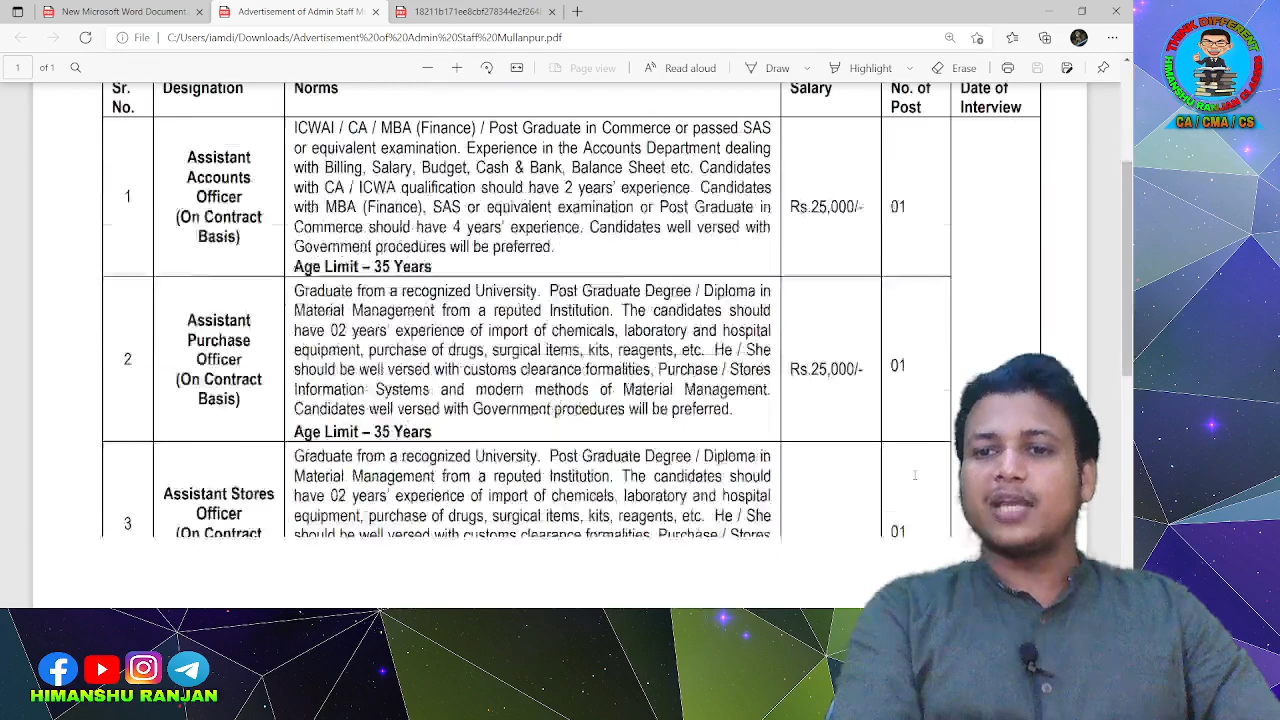 New Microsoft Word Document.
Advertisement of Admin Staff M
18211b171ee8cbf278344e2f264
File
C:/Users/iamdi/Downloads/Advertisement%20of%20Admin%20Staff%20Mullanpur.pdf
1 of 1
Page view
Read aloud
Draw
Highlight
Erase
Sr. No.
Designation
Norms
Salary
No. of Post
Date of Interview
1
Assistant
Accounts
Officer
(On Contract
Basis)
ICWAI / CA / MBA (Finance) / Post Graduate in Commerce or passed SAS
or equivalent examination. Experience in the Accounts Department dealing
with Billing, Salary, Budget, Cash & Bank, Balance Sheet etc. Candidates
with CA / ICWA qualification should have 2 years' experience. Candidates
with MBA (Finance), SAS or equivalent examination or Post Graduate in
Commerce should have 4 years' experience. Candidates well versed with
Government procedures will be preferred.
Age Limit – 35 Years
Rs.25,000/-
01
2
Assistant
Purchase
Officer
(On Contract
Basis)
Graduate from a recognized University. Post Graduate Degree / Diploma in
Material Management from a reputed Institution. The candidates should
have 02 years' experience of import of chemicals, laboratory and hospital
equipment, purchase of drugs, surgical items, kits, reagents, etc. He / She
should be well versed with customs clearance formalities, Purchase / Stores
Information Systems and modern methods of Material Management.
Candidates well versed with Government procedures will be preferred.
Age Limit – 35 Years
Rs.25,000/-
01
3
Assistant Stores
Officer
(On Contract
Graduate from a recognized University. Post Graduate Degree / Diploma in
Material Management from a reputed Institution. The candidates should
have 02 years' experience of import of chemicals, laboratory and hospital
equipment, purchase of drugs, surgical items, kits, reagents, etc. He / She
should be well versed with customs clearance formalities, Purchase / Stores
01
THINK DIFFERENT
HIMANSHU RANJAN CLASSES
CA / CMA / CS
HIMANSHU RANJAN